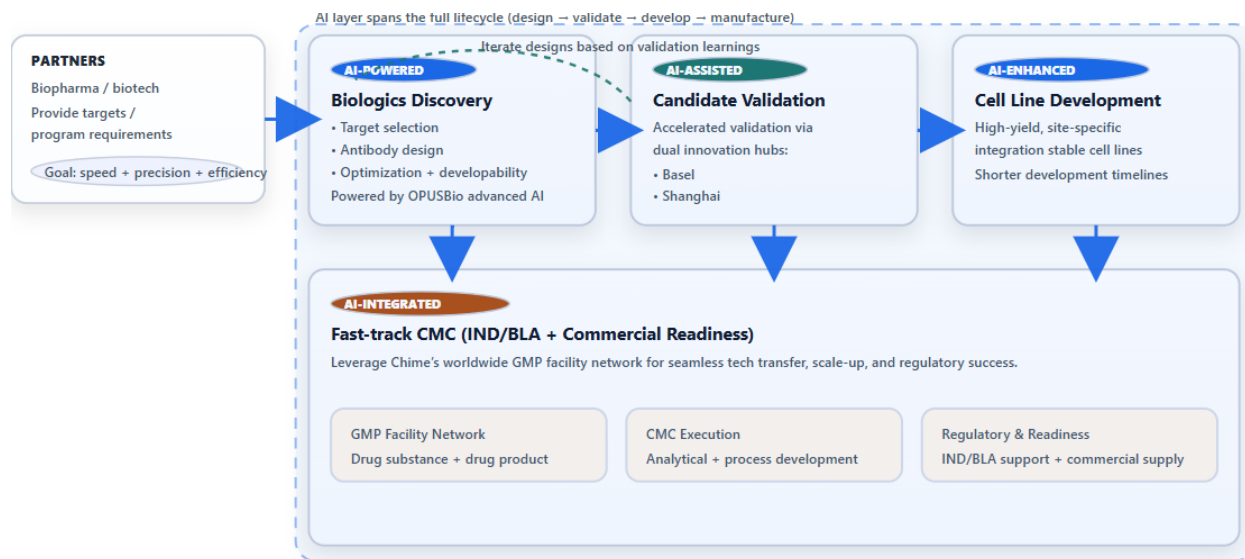 AI layer spans the full lifecycle (design → validate → develop → manufacture)
Iterate designs based on validation learnings
PARTNERS
Biopharma / biotech
Provide targets /
program requirements
Goal: speed + precision + efficiency
AI-POWERED
Biologics Discovery
• Target selection
• Antibody design
• Optimization + developability
Powered by OPUSBio advanced AI
AI-ASSISTED
Candidate Validation
Accelerated validation via
dual innovation hubs:
• Basel
• Shanghai
AI-ENHANCED
Cell Line Development
High-yield, site-specific
integration stable cell lines
Shorter development timelines
AI-INTEGRATED
Fast-track CMC (IND/BLA + Commercial Readiness)
Leverage Chime's worldwide GMP facility network for seamless tech transfer, scale-up, and regulatory success.
GMP Facility Network
Drug substance + drug product
CMC Execution
Analytical + process development
Regulatory & Readiness
IND/BLA support + commercial supply